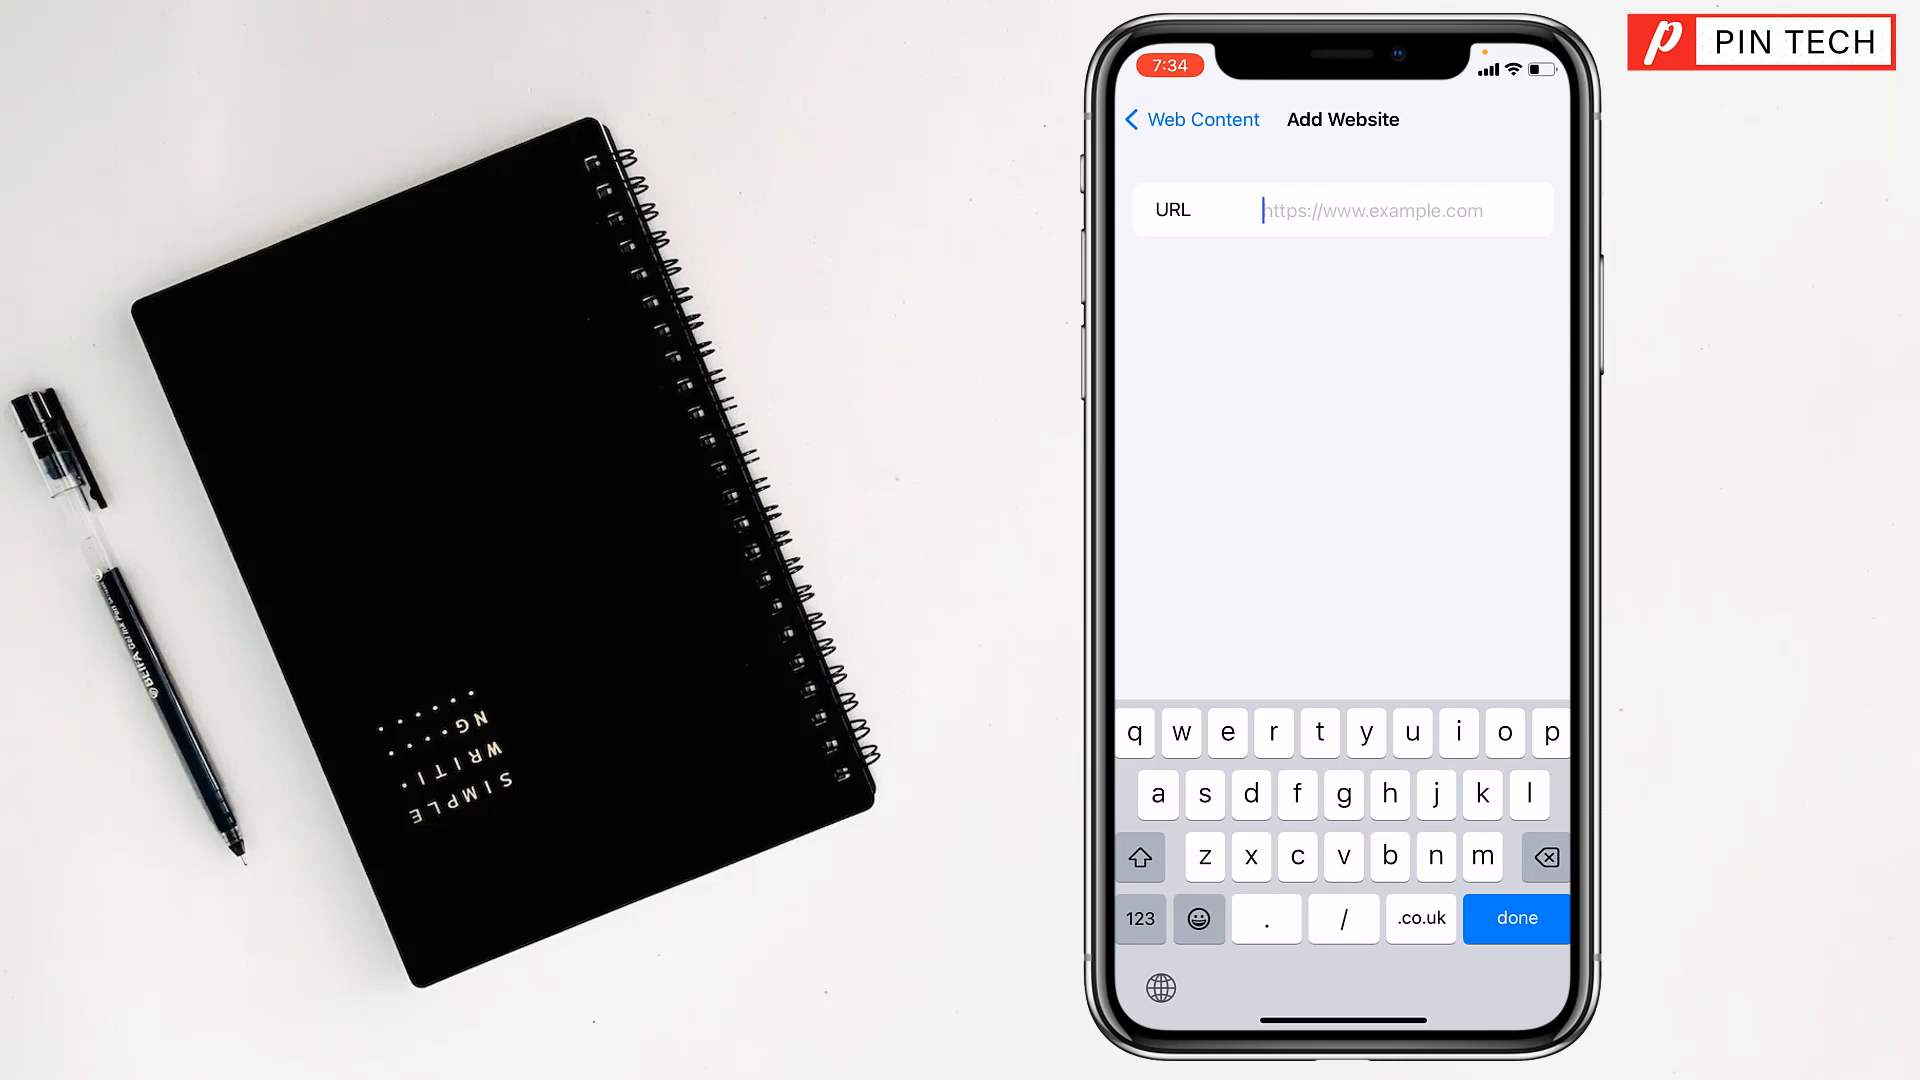 7:34
PIN TECH
Web Content
Add Website
URL
https://www.example.com
q w e r t y u i o p
a s d f g h j k l
z x c v b n m
123
.
/
.co.uk
done
SIMPLE
WRITI
NG